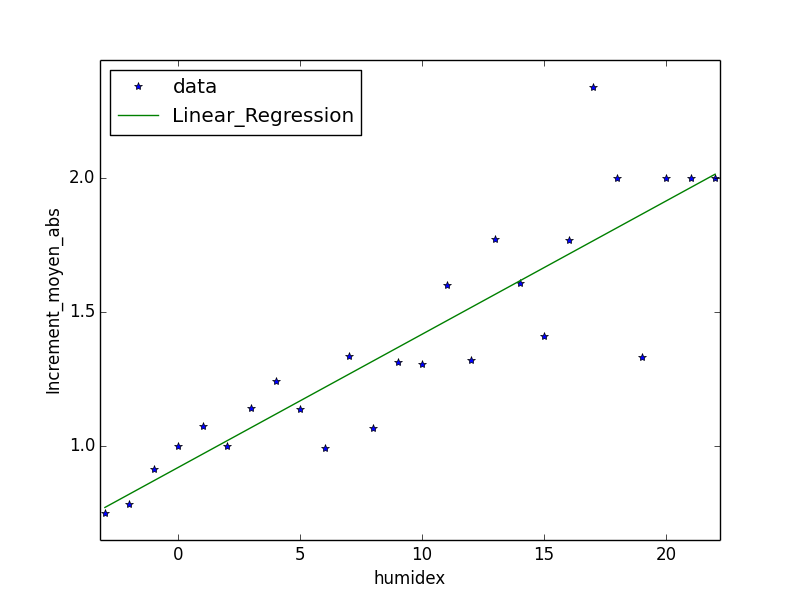 data
Linear_Regression
2.0
1.5
1.0
Increment_moyen_abs
0 5 10 15 20
humidex